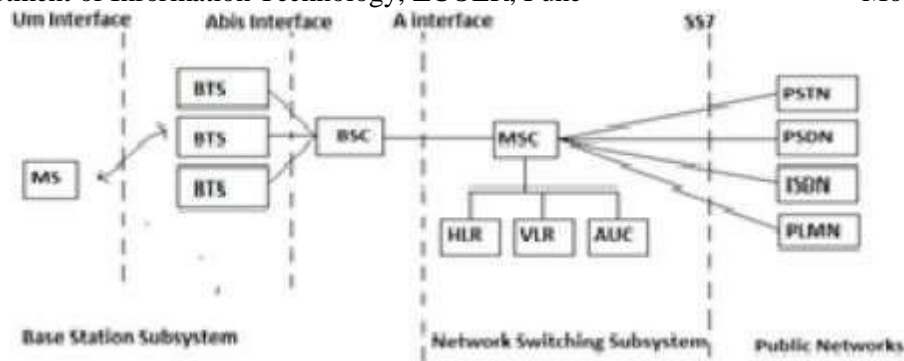 Um Interface Abis Interface A Interface SS7
BTS
PSTN
BTS BSC MSC PSDN
MS
BTS
ISDN
HLR VLR AUC PLMN
Base Station Subsystem Network Switching Subsystem Public Networks